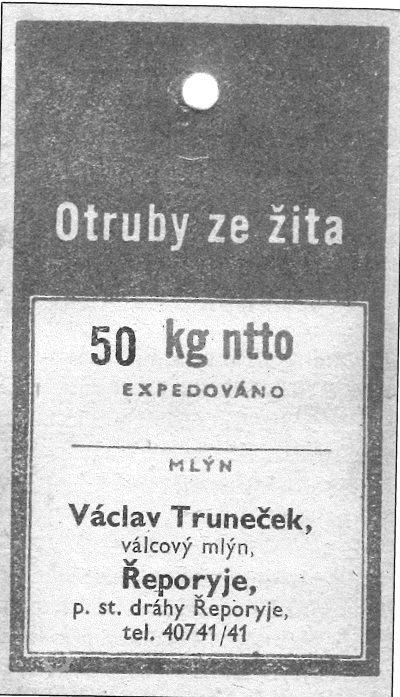 Otruby ze žita
50 kg ntto
EXPEDOVÁNO
MLÝN
Václav Truneček,
válcový mlýn,
Řeporyje,
p. st. dráhy Řeporyje,
tel. 40741/41